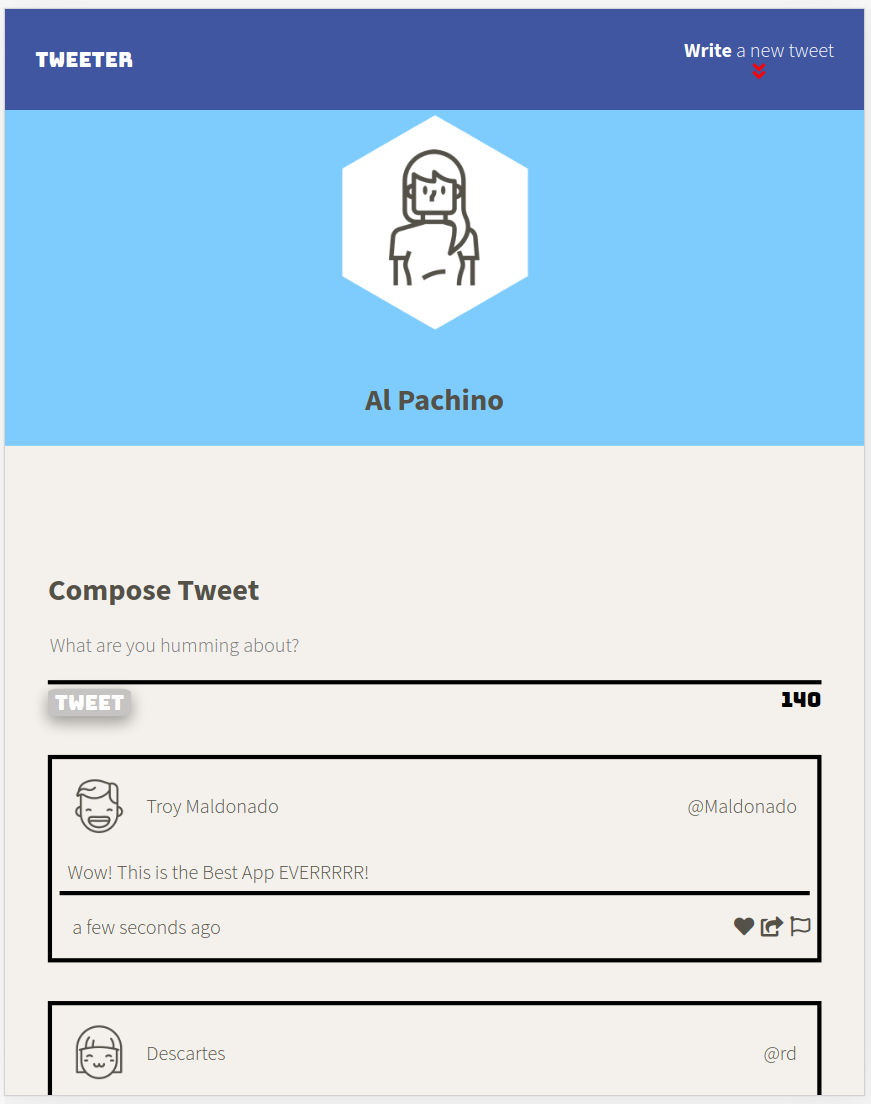 TWEETER
Write a new tweet
Al Pachino
Compose Tweet
What are you humming about?
TWEET
140
Troy Maldonado
@Maldonado
Wow! This is the Best App EVERRRRR!
a few seconds ago
Descartes
@rd